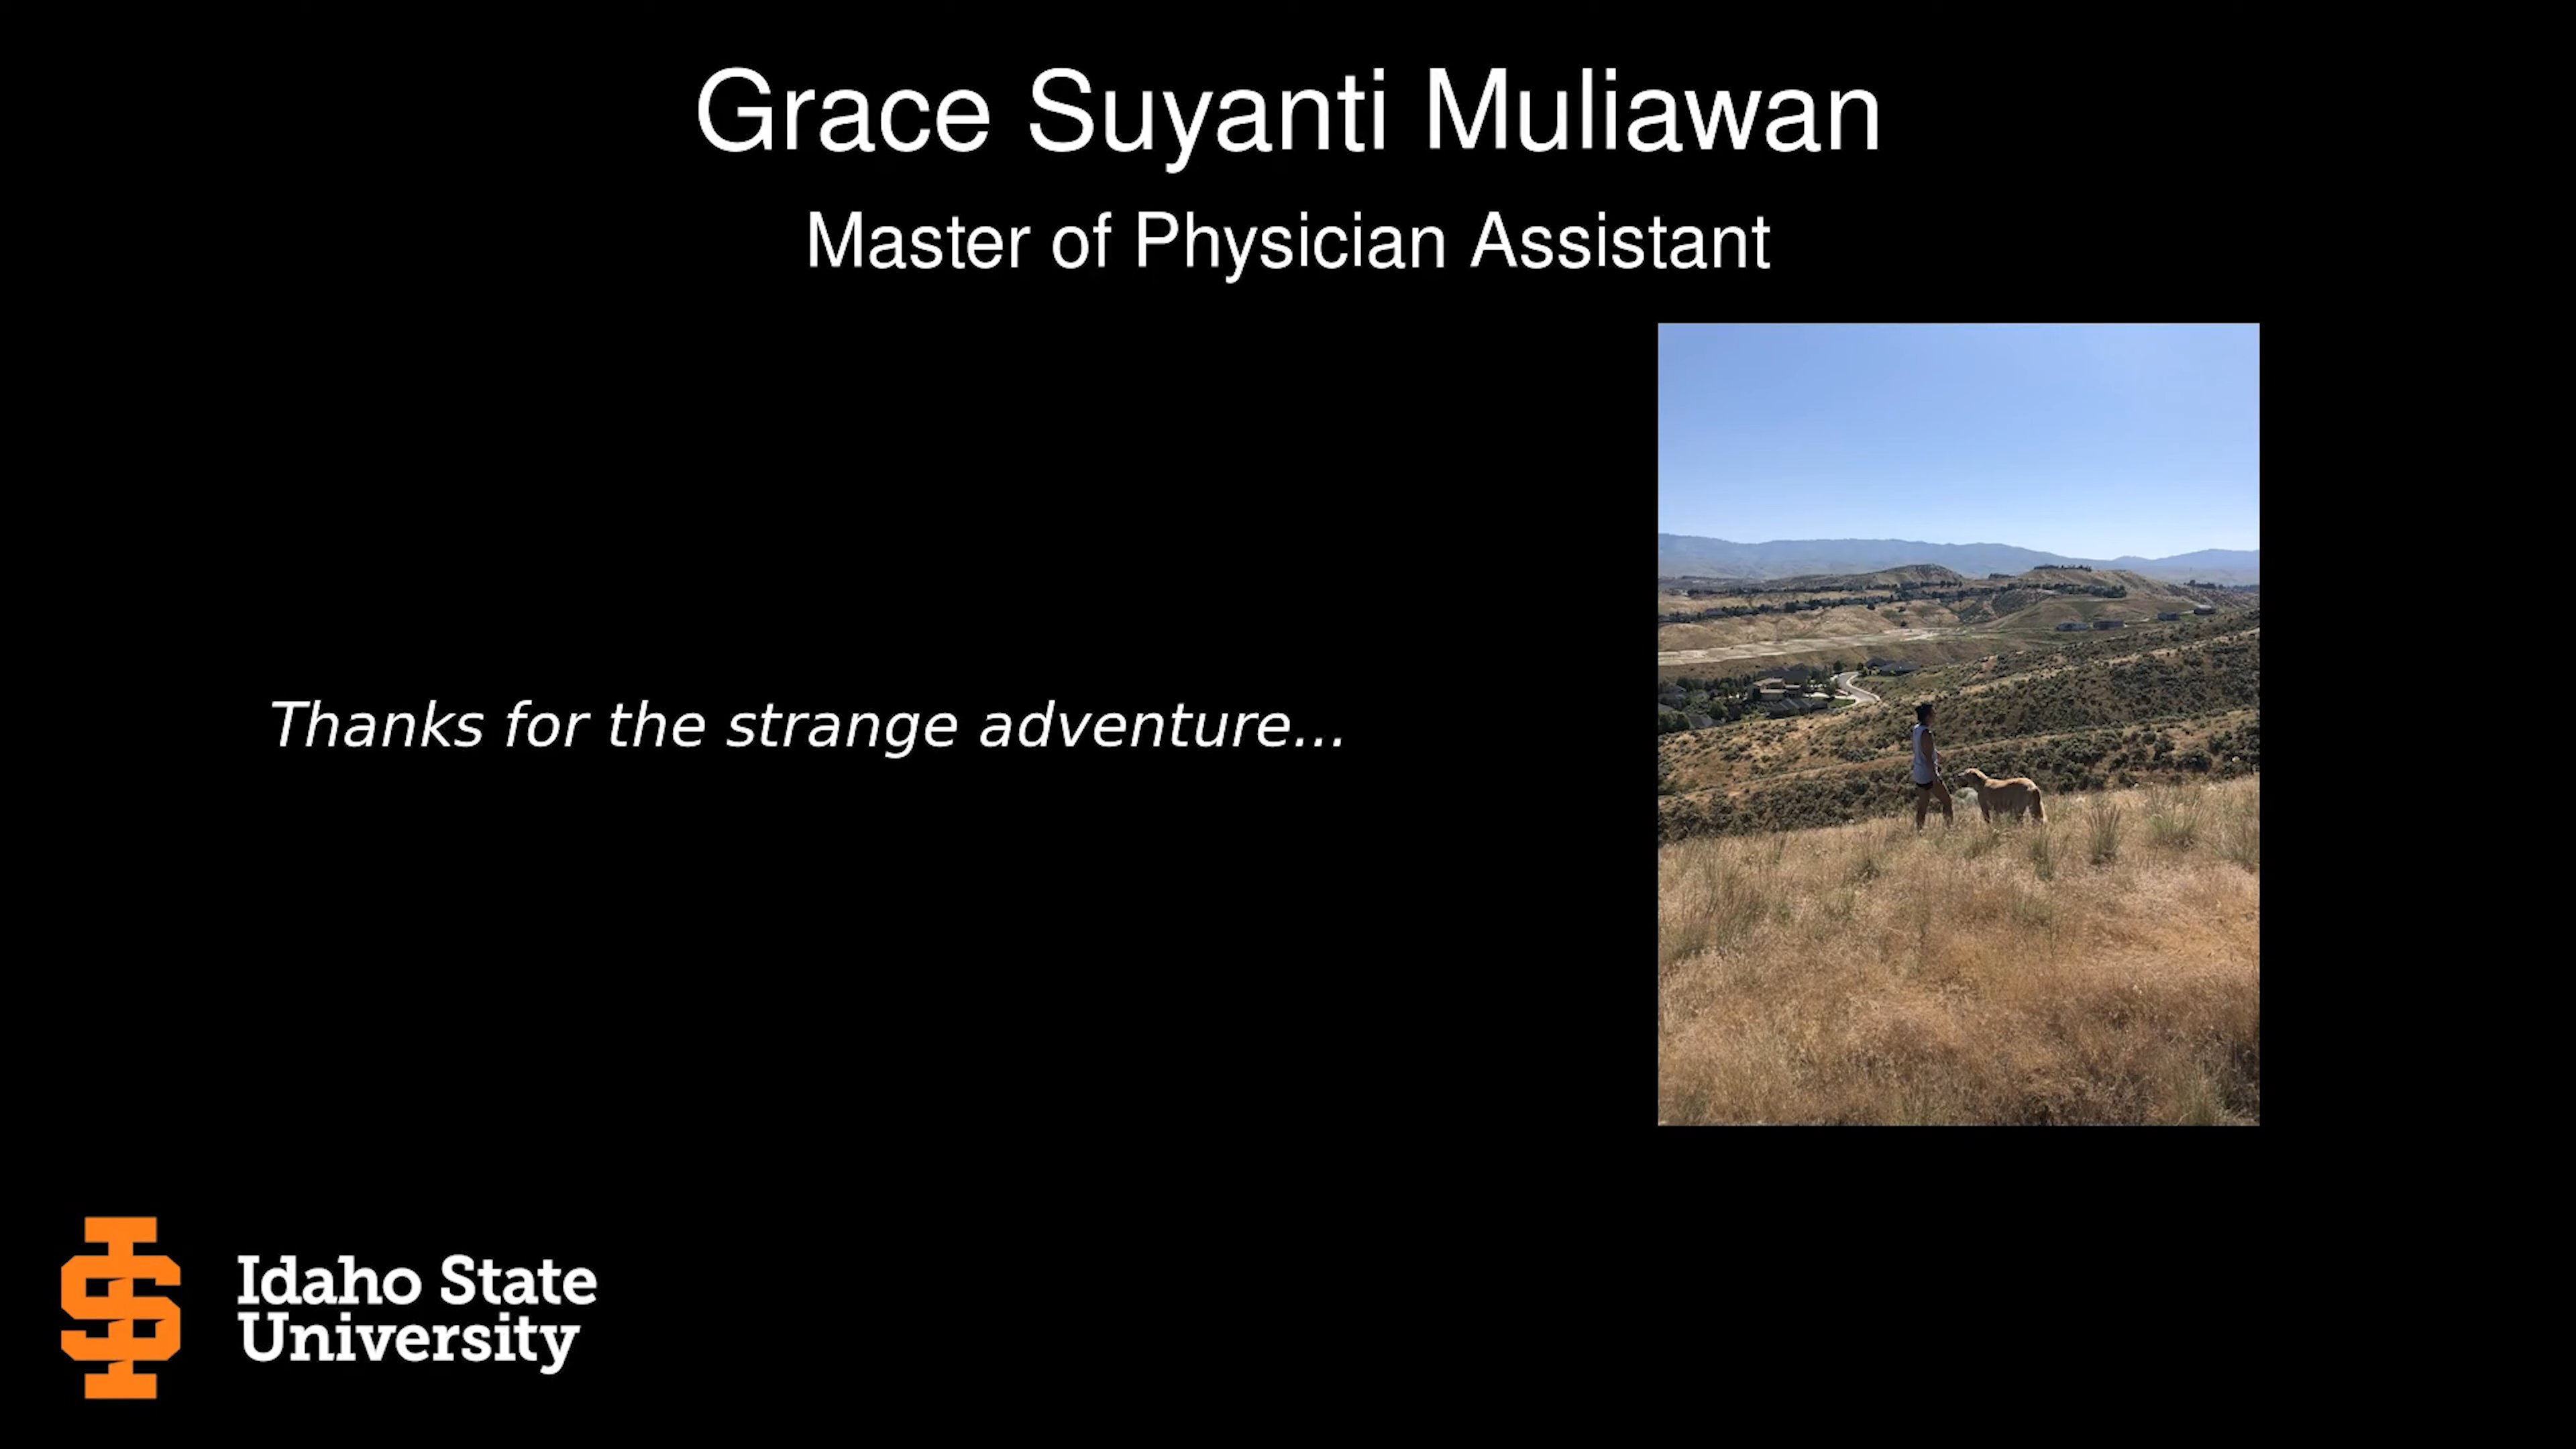 Grace Suyanti Muliawan
Master of Physician Assistant
Thanks for the strange adventure...
Idaho State
University